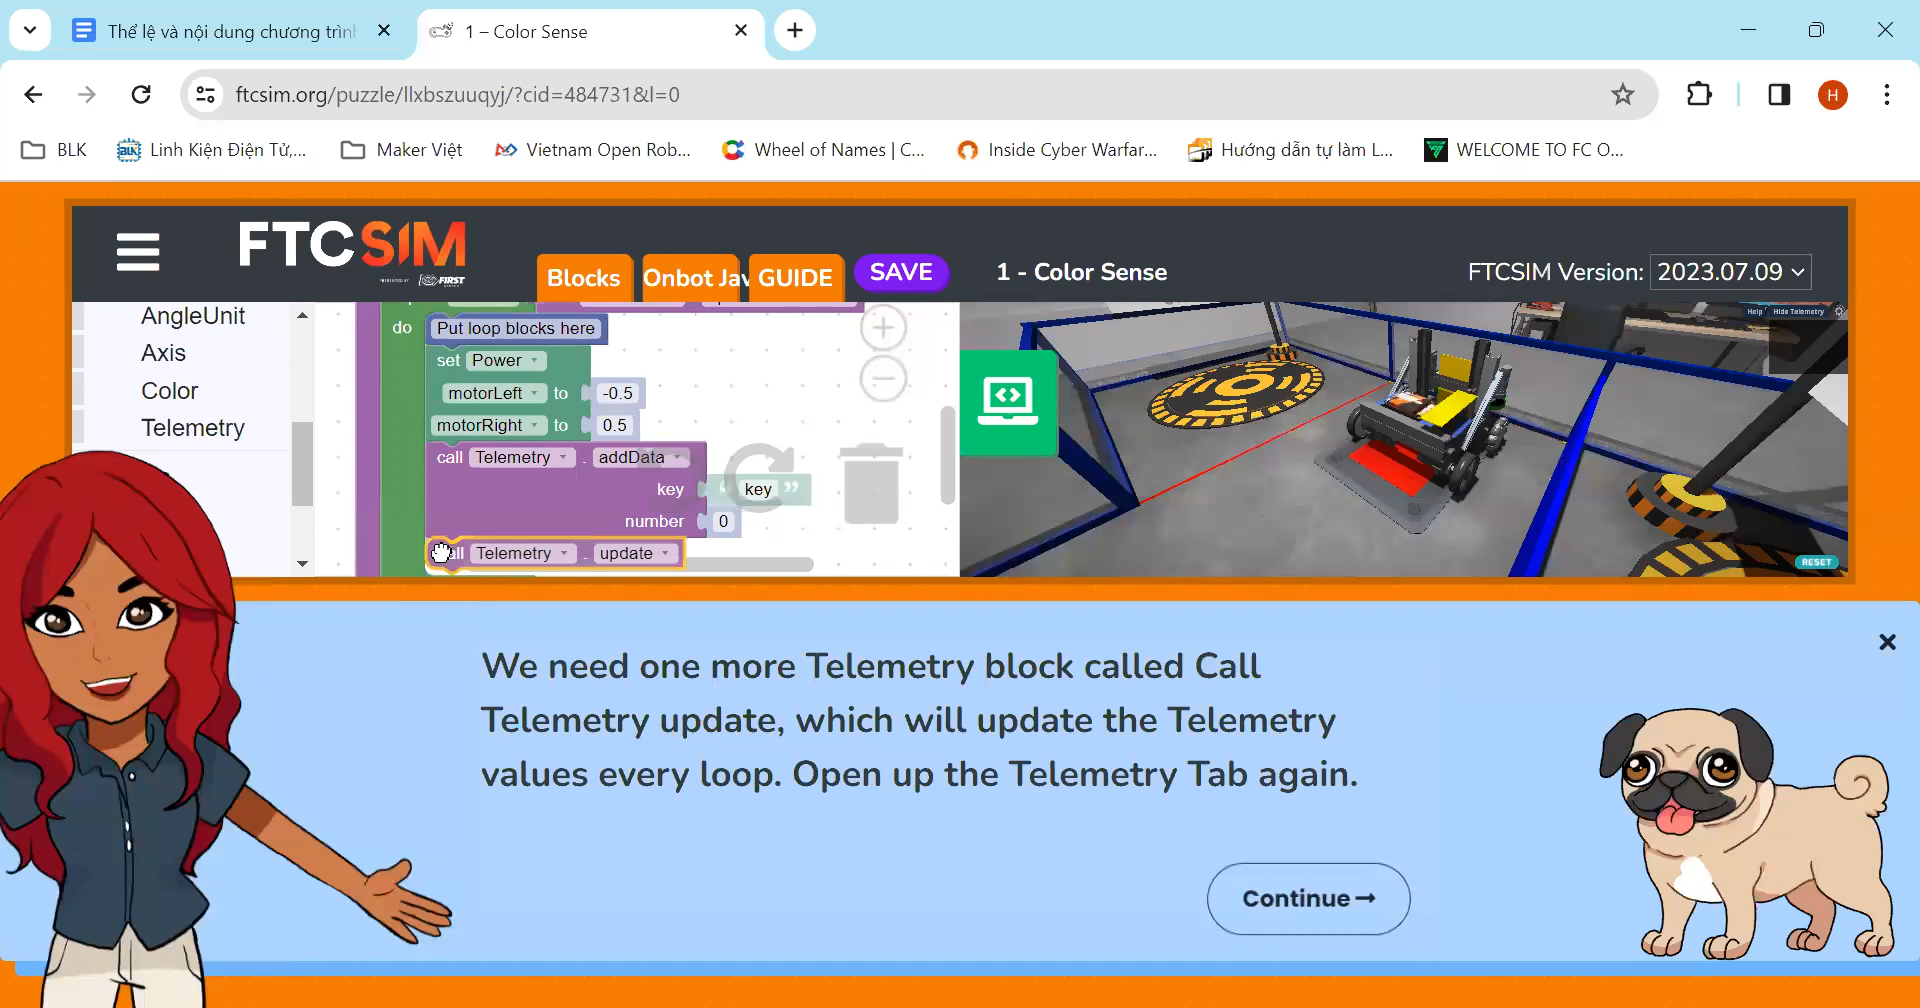 Thể lệ và nội dung chương trìn
1 – Color Sense
ftcsim.org/puzzle/llxbszuuqyj/?cid=484731&l=0
H
BLK
Linh Kiện Điện Tử,...
Maker Việt
Vietnam Open Rob...
Wheel of Names | C...
Inside Cyber Warfar...
Hướng dẫn tự làm L...
WELCOME TO FC O...
FTCSIM
FIRST
Blocks
Onbot Jav
GUIDE
SAVE
1 - Color Sense
FTCSIM Version: 2023.07.09
AngleUnit
Axis
Color
Telemetry
do
Put loop blocks here
set Power
motorLeft to -0.5
motorRight to 0.5
call Telemetry . addData
key “ key ”
number 0
Telemetry . update
Help
Hide Telemetry
RESET
We need one more Telemetry block called Call
Telemetry update, which will update the Telemetry
values every loop. Open up the Telemetry Tab again.
Continue→